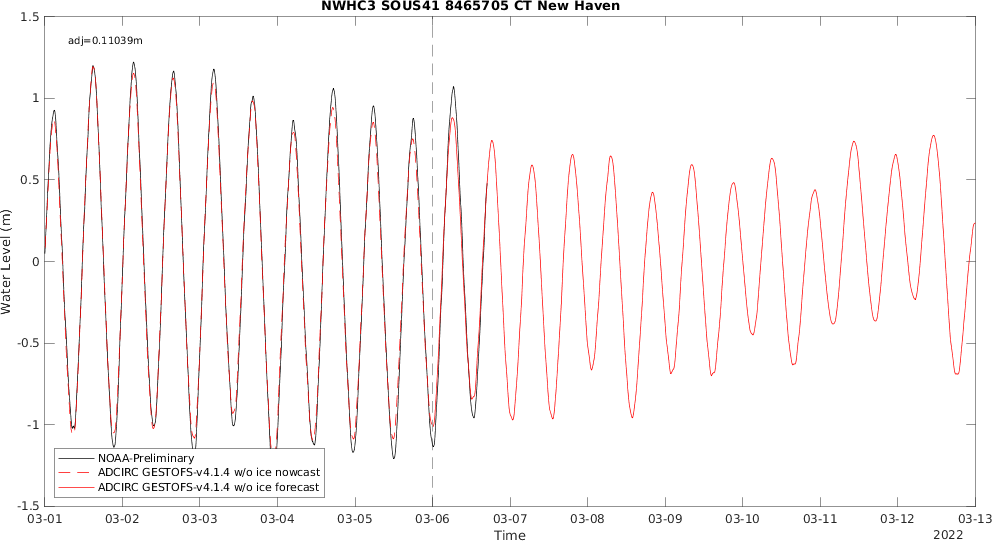 NWHC3 SOUS41 8465705 CT New Haven
adj=0.11039m
1.5
1
0.5
0
-0.5
-1
-1.5
Water Level (m)
NOAA-Preliminary
ADCIRC GESTOFS-v4.1.4 w/o ice nowcast
ADCIRC GESTOFS-v4.1.4 w/o ice forecast
03-01 03-02 03-03 03-04 03-05 03-06 03-07 03-08 03-09 03-10 03-11 03-12 03-13
Time
2022